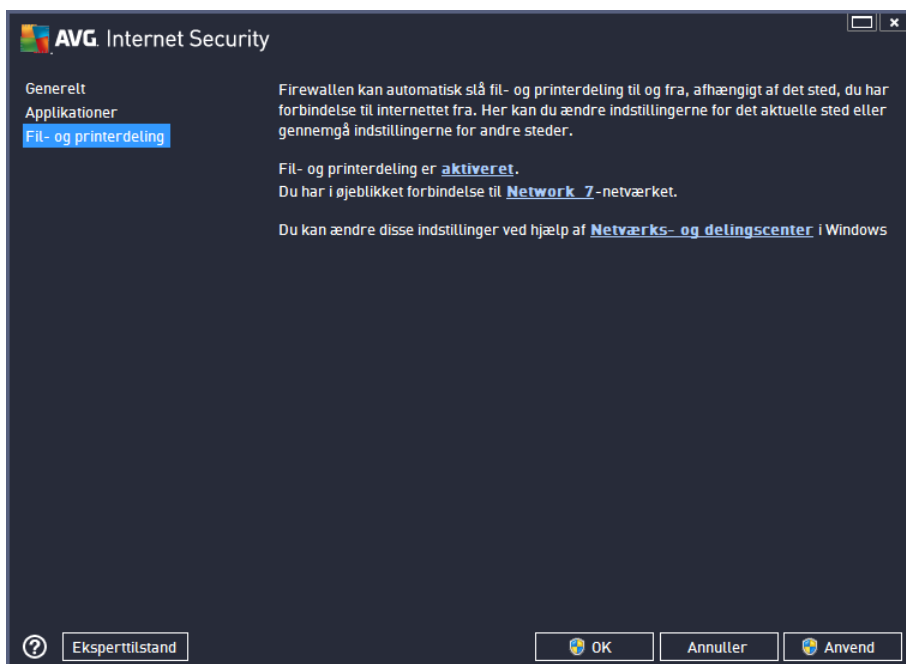 AVG. Internet Security
Generelt
Applikationer
Fil- og printerdeling
Firewallen kan automatisk slå fil- og printerdeling til og fra, afhængigt af det sted, du har
forbindelse til internettet fra. Her kan du ændre indstillingerne for det aktuelle sted eller
gennemgå indstillingerne for andre steder.
Fil- og printerdeling er aktiveret.
Du har i øjeblikket forbindelse til Network 7-netværket.
Du kan ændre disse indstillinger ved hjælp af Netværks- og delingscenter i Windows
Eksperttilstand
OK
Annuller
Anvend